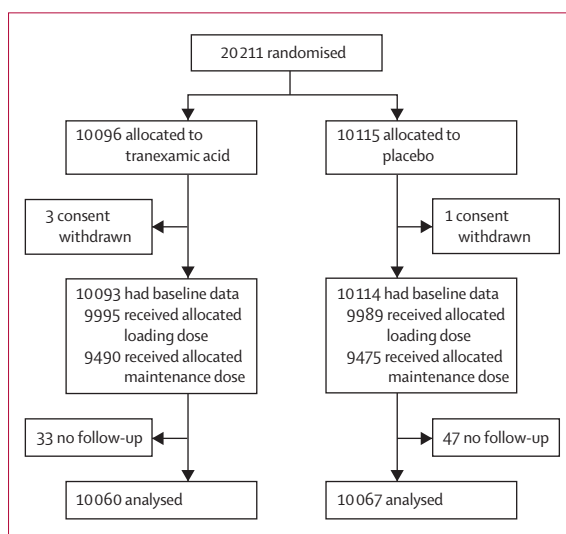 20 211 randomised
10 096 allocated to
tranexamic acid
10 115 allocated to
placebo
3 consent
withdrawn
1 consent
withdrawn
10 093 had baseline data
9995 received allocated
loading dose
9490 received allocated
maintenance dose
10 114 had baseline data
9989 received allocated
loading dose
9475 received allocated
maintenance dose
33 no follow-up
47 no follow-up
10 060 analysed
10 067 analysed